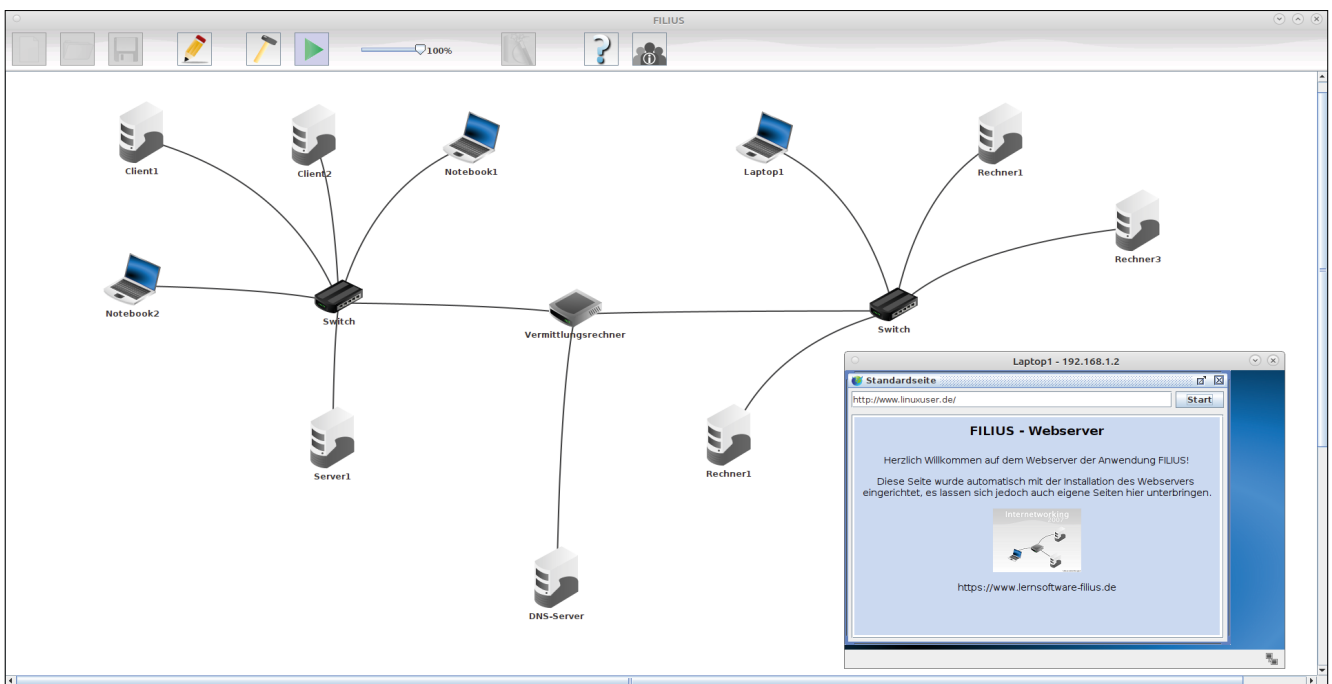 FILIUS
100%
Client1
Client2
Notebook1
Laptop1
Rechner1
Rechner3
Notebook2
Switch
Vermittlungsrechner
Switch
Server1
Rechner1
DNS-Server
Laptop1 - 192.168.1.2
Standardseite
http://www.linuxuser.de/
Start
FILIUS - Webserver
Herzlich Willkommen auf dem Webserver der Anwendung FILIUS!
Diese Seite wurde automatisch mit der Installation des Webservers
eingerichtet, es lassen sich jedoch auch eigene Seiten hier unterbringen.
Internetworking
https://www.lernsoftware-filius.de